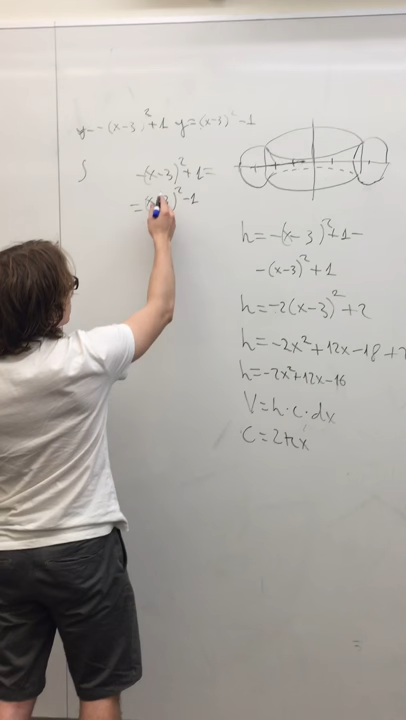 y=-(x-3)²+1 y=(x-3)²-1
∫ -(x-3)²+1=
=(x-3)²-1
h=-(x-3)²+1-
-(x-3)²+1
h=-2(x-3)²+2
h=-2x²+12x-18+2
h=-2x²+12x-16
V=h·c·dx
C=2πx
=